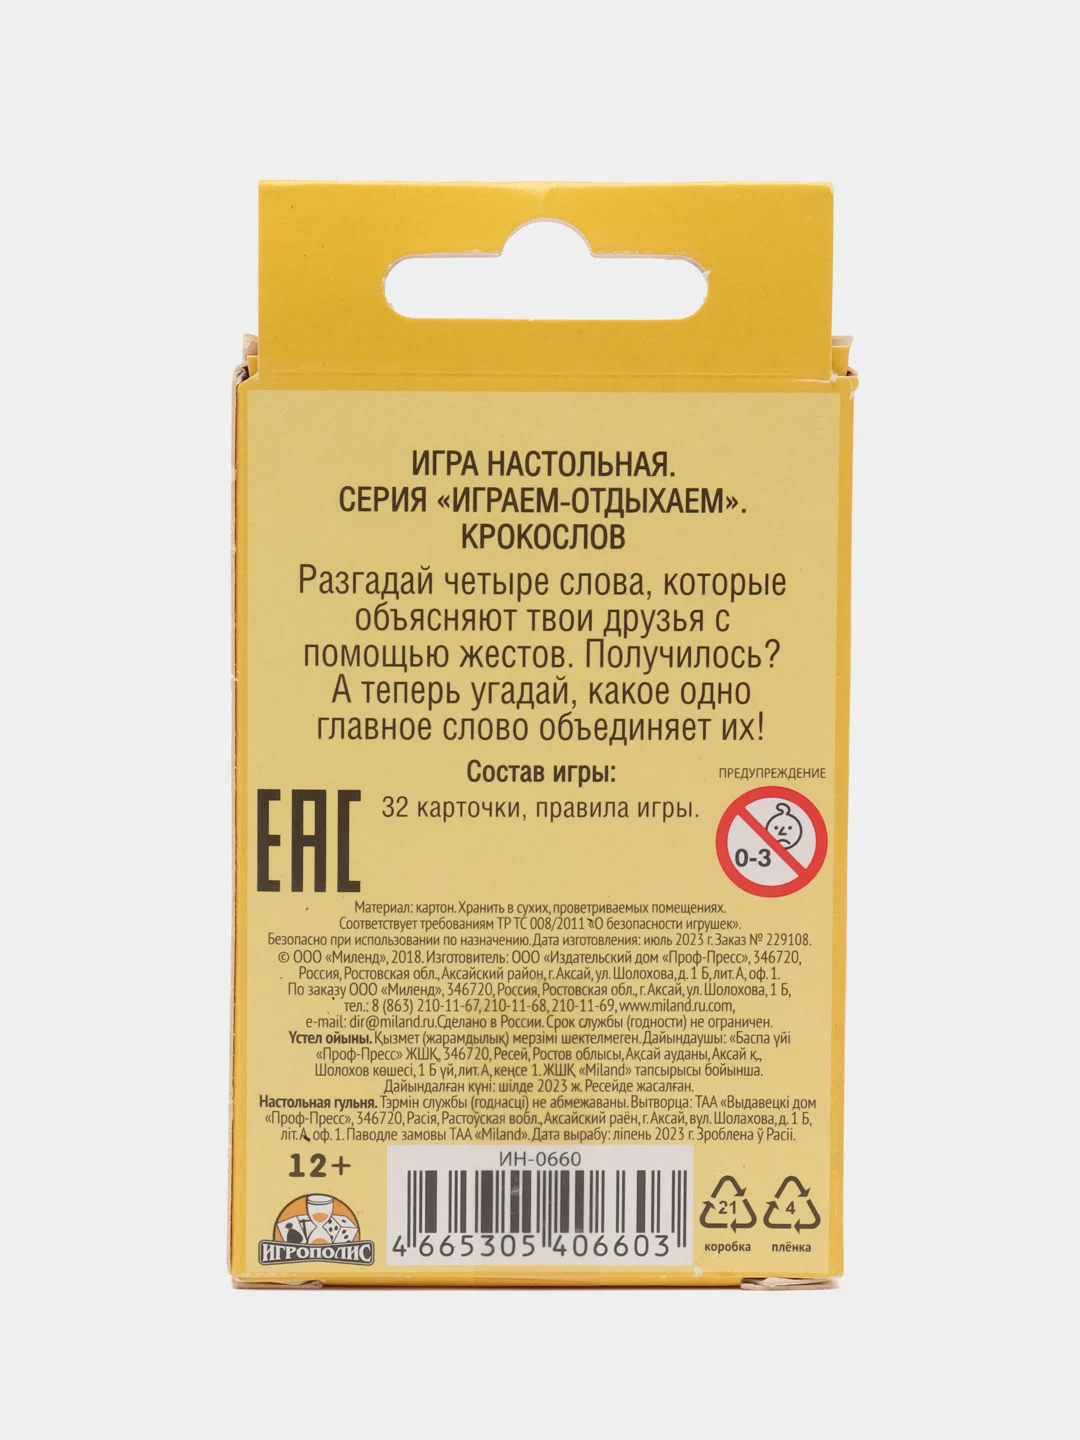 ИГРА НАСТОЛЬНАЯ.
СЕРИЯ «ИГРАЕМ-ОТДЫХАЕМ».
КРОКОСЛОВ
Разгадай четыре слова, которые
объясняют твои друзья с
помощью жестов. Получилось?
А теперь угадай, какое одно
главное слово объединяет их!
Состав игры:
32 карточки, правила игры.
ПРЕДУПРЕЖДЕНИЕ
0-3
EAC
Материал: картон. Хранить в сухих, проветриваемых помещениях.
Соответствует требованиям ТР ТС 008/2011 «О безопасности игрушек».
Безопасно при использовании по назначению. Дата изготовления: июль 2023 г. Заказ № 229108.
© ООО «Миленд», 2018. Изготовитель: ООО «Издательский дом «Проф-Пресс», 346720,
Россия, Ростовская обл., Аксайский район, г. Аксай, ул. Шолохова, д. 1 Б, лит. А, оф. 1.
По заказу ООО «Миленд», 346720, Россия, Ростовская обл., г. Аксай, ул. Шолохова, 1 Б,
тел.: 8 (863) 210-11-67, 210-11-68, 210-11-69, www.miland.ru.com,
e-mail: dir@miland.ru. Сделано в России. Срок службы (годности) не ограничен.
Үстел ойыны. Қызмет (жарамдылық) мерзімі шектелмеген. Дайындаушы: «Баспа үйі
«Проф-Пресс» ЖШҚ, 346720, Ресей, Ростов облысы, Ақсай ауданы, Аксай қ.,
Шолохов көшесі, 1 Б үй, лит. А, кеңсе 1. ЖШҚ «Miland» тапсырысы бойынша.
Дайындалған күні: шілде 2023 ж. Ресейде жасалған.
Настольная гульня. Тэрмін службы (годнасці) не абмежаваны. Вытворца: ТАА «Выдавецкі дом
«Проф-Пресс», 346720, Расія, Растоўская вобл., Аксайский раён, г. Аксай, вул. Шолахова, д. 1 Б,
літ. А, оф. 1. Паводле замовы ТАА «Miland». Дата вырабу: ліпень 2023 г. Зроблена ў Расіі.
12+
ИН-0660
4 665305 406603
21
4
коробка
плёнка
ИГРОПОЛИС